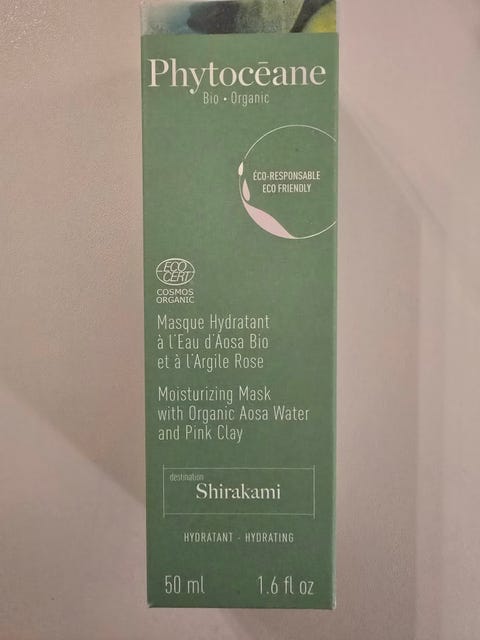 Phytocēane
Bio • Organic
ÉCO-RESPONSABLE
ECO FRIENDLY
ECO
CERT
COSMOS
ORGANIC
Masque Hydratant
à l'Eau d'Aosa Bio
et à l'Argile Rose
Moisturizing Mask
with Organic Aosa Water
and Pink Clay
destination
Shirakami
HYDRATANT - HYDRATING
50 ml 1.6 fl oz